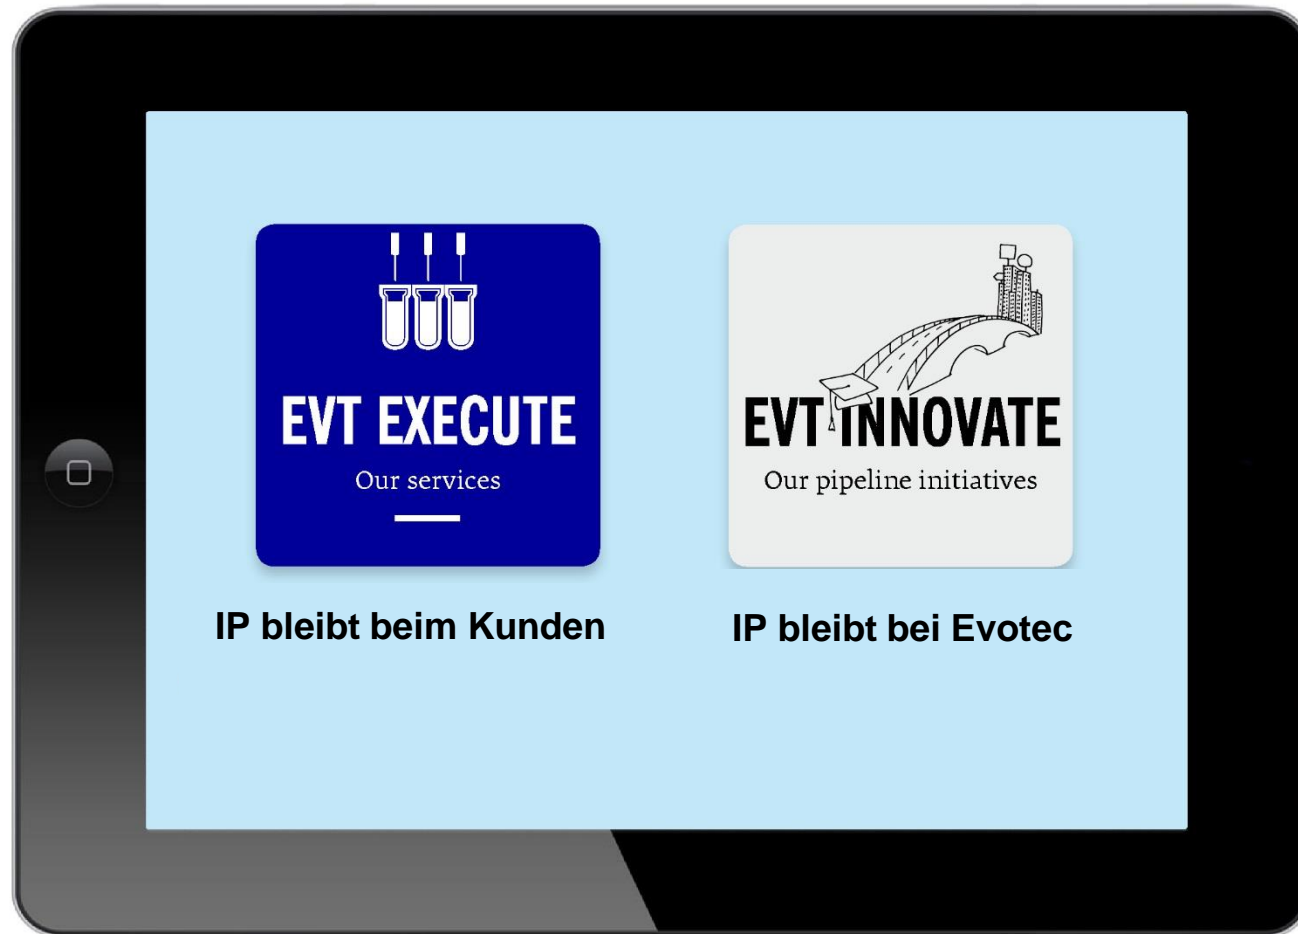 EVT EXECUTE
Our services
IP bleibt beim Kunden
EVT INNOVATE
Our pipeline initiatives
IP bleibt bei Evotec